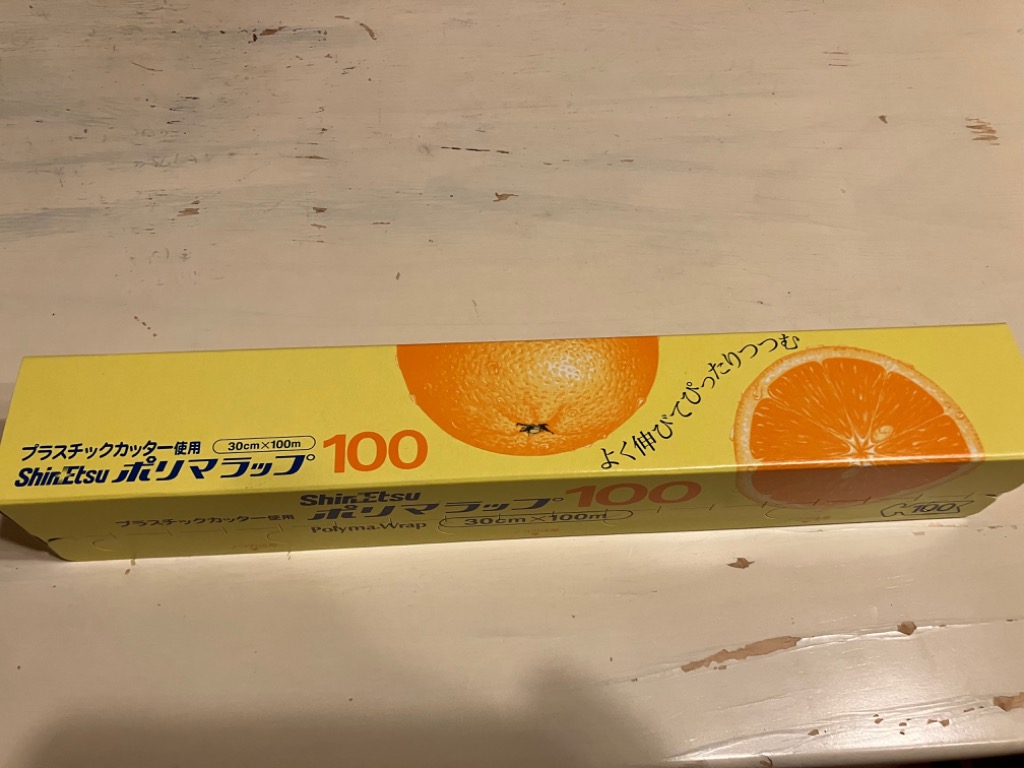 よく伸びてぴったりつつむ
プラスチックカッター使用 30cm×100m
ShinEtsu ポリマラップ 100
ShinEtsu
プラスチックカッター使用 ポリマラップ 100
Polyma Wrap 30cm×100m
100